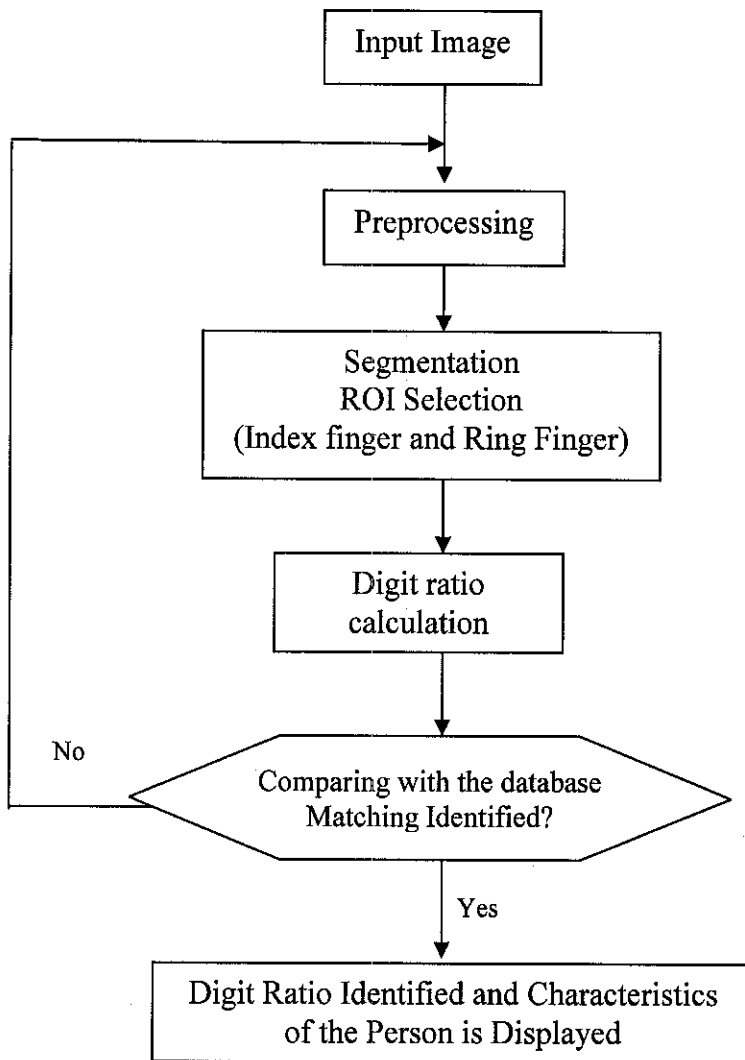 Input Image
Preprocessing
Segmentation
ROI Selection
(Index finger and Ring Finger)
Digit ratio
calculation
No
Comparing with the database
Matching Identified?
Yes
Digit Ratio Identified and Characteristics
of the Person is Displayed